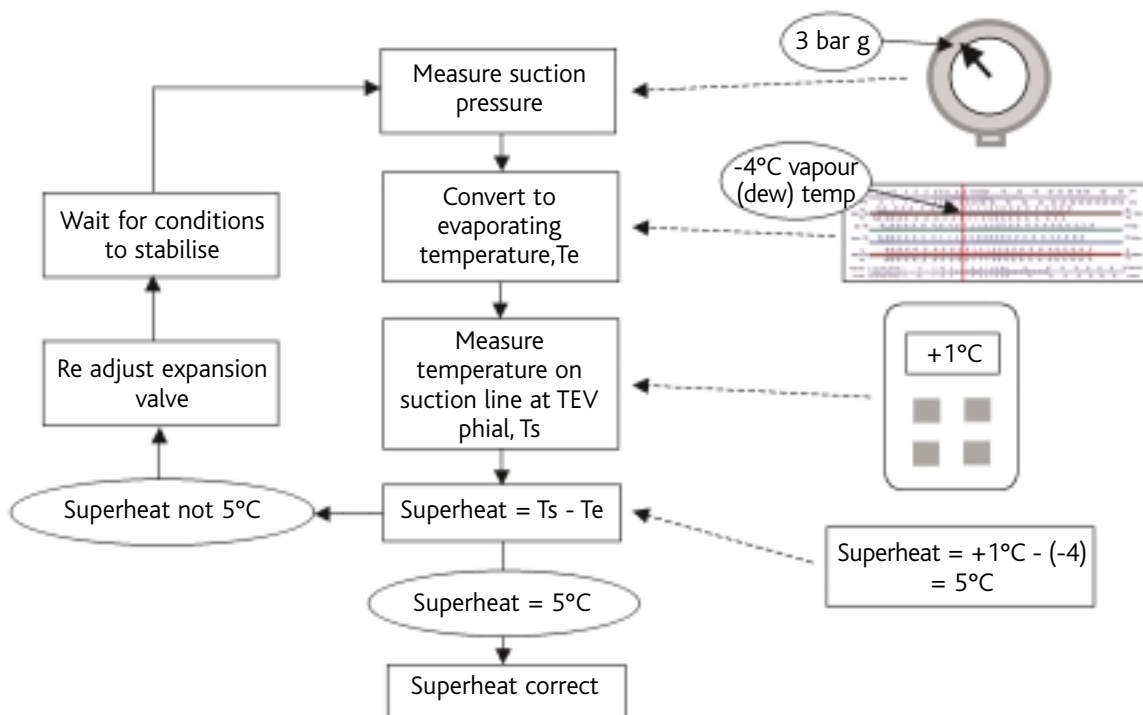 3 bar g
Measure suction
pressure
-4°C vapour
(dew) temp
Convert to
evaporating
temperature,Te
Wait for conditions
to stabilise
Measure
temperature on
suction line at TEV
phial, Ts
+1°C
Re adjust expansion
valve
Superheat not 5°C
Superheat = Ts - Te
Superheat = +1°C - (-4)
= 5°C
Superheat = 5°C
Superheat correct